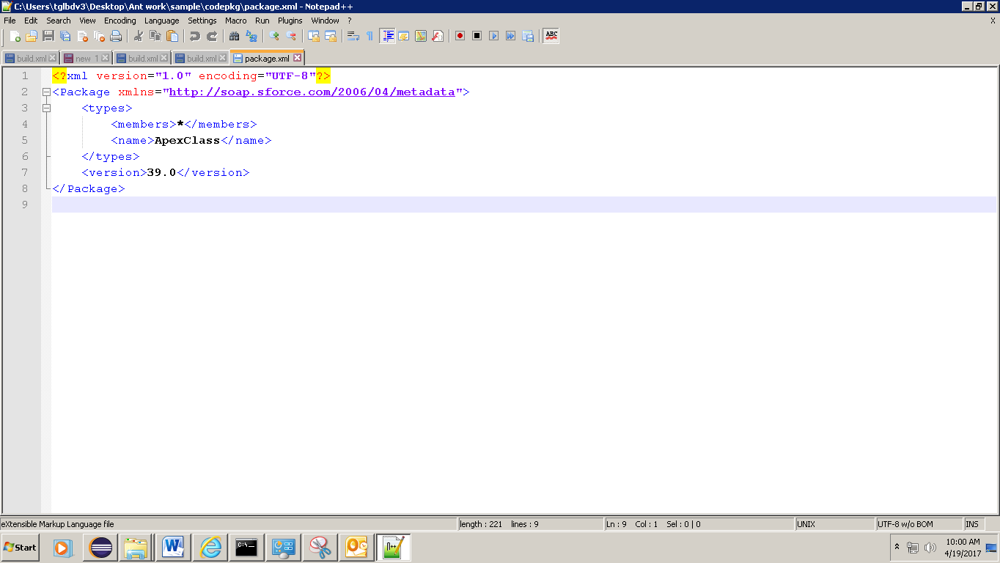 C:\Users\tglbdv3\Desktop\Ant work\sample\codepkg\package.xml - Notepad++
File Edit Search View Encoding Language Settings Macro Run Plugins Window ? X
ABC
build.xml new 1 build.xml build.xml package.xml
1 <?xml version="1.0" encoding="UTF-8"?>
2 <Package xmlns="http://soap.sforce.com/2006/04/metadata">
3 <types>
4 <members>*</members>
5 <name>ApexClass</name>
6 </types>
7 <version>39.0</version>
8 </Package>
9
eXtensible Markup Language file length : 221 lines : 9 Ln : 9 Col : 1 Sel : 0 | 0 UNIX UTF-8 w/o BOM INS
Start 10:00 AM
4/19/2017